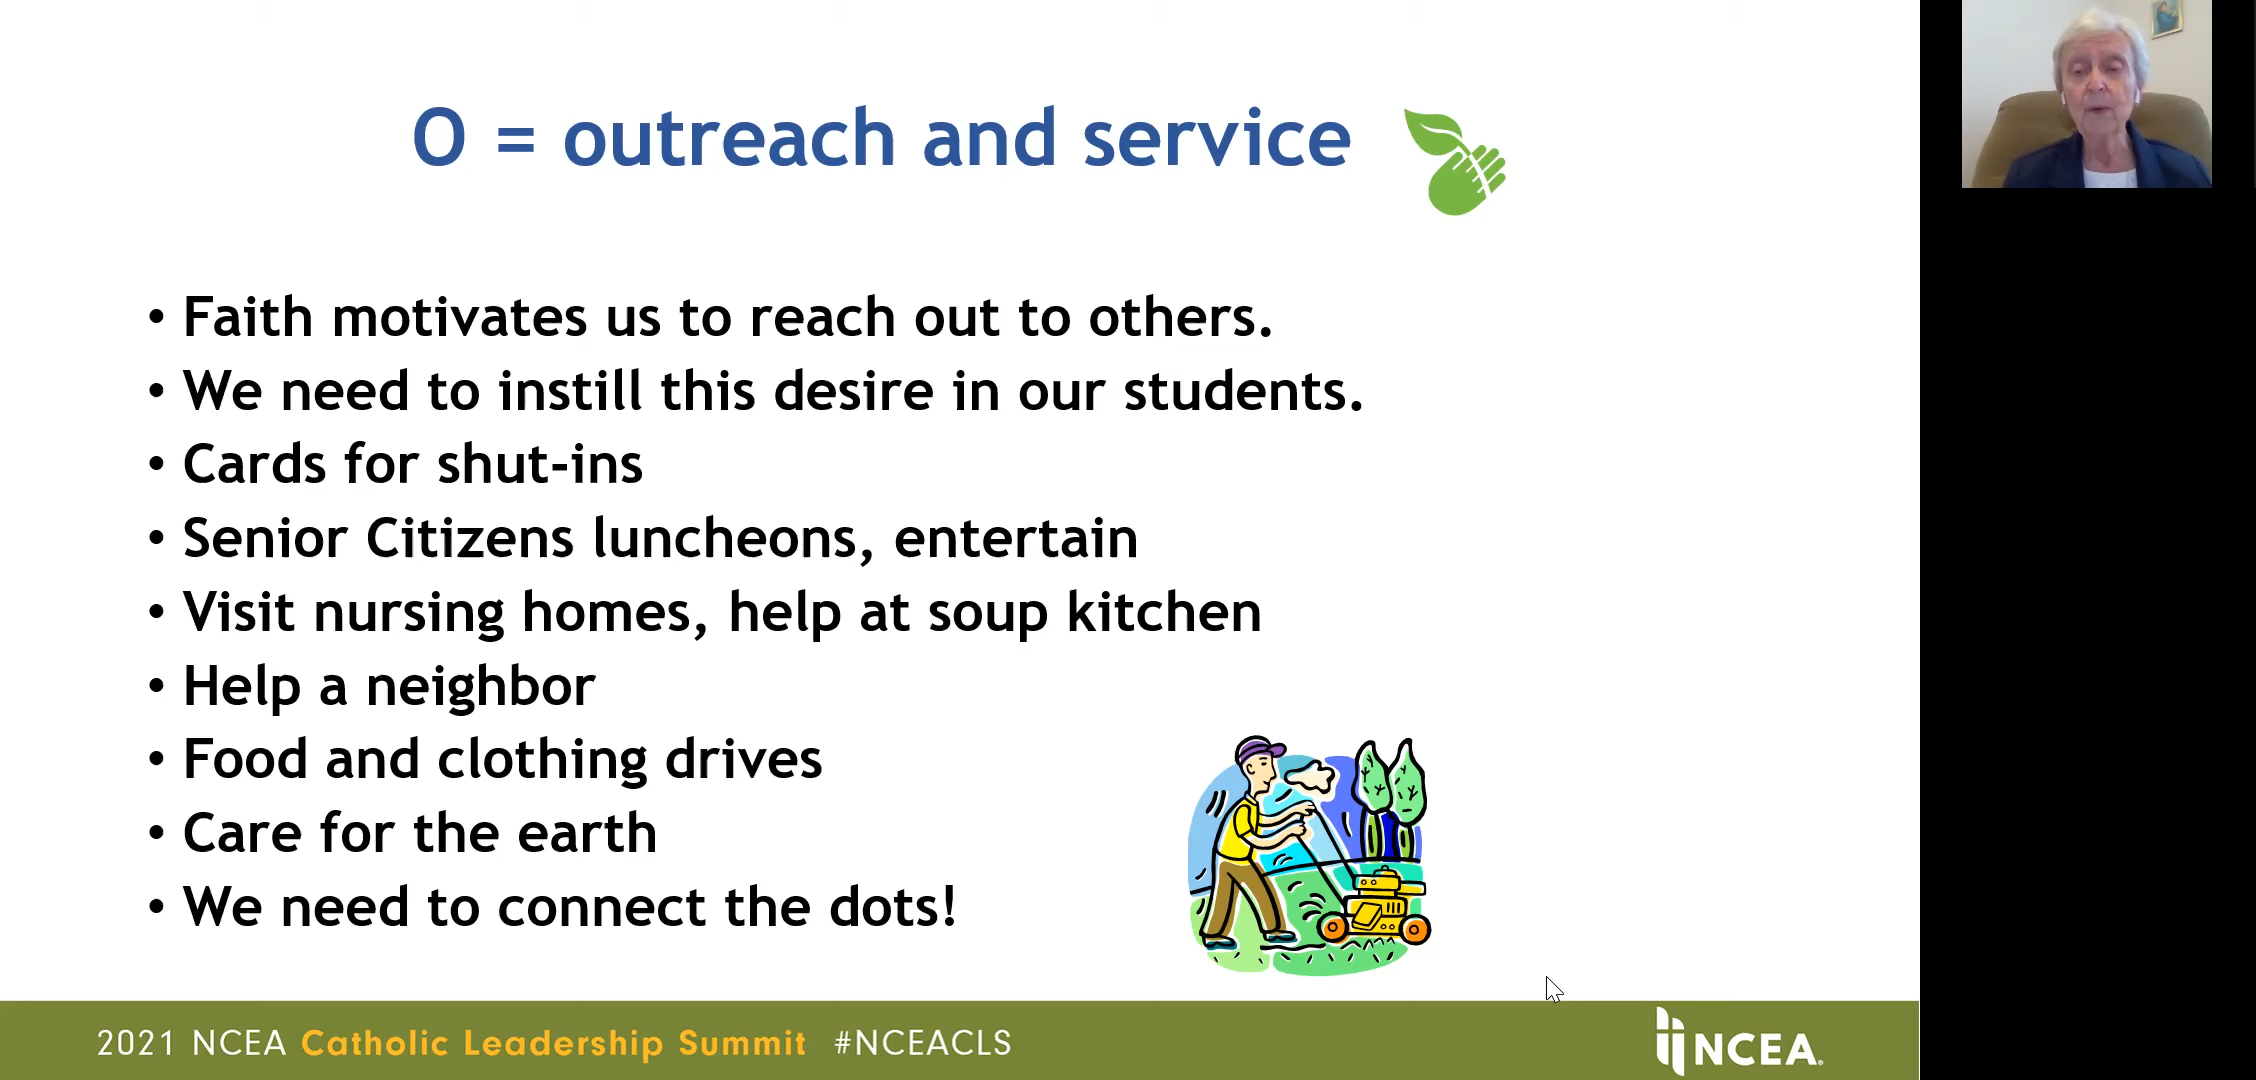 O = outreach and service
• Faith motivates us to reach out to others.
• We need to instill this desire in our students.
• Cards for shut-ins
• Senior Citizens luncheons, entertain
• Visit nursing homes, help at soup kitchen
• Help a neighbor
• Food and clothing drives
• Care for the earth
• We need to connect the dots!
2021 NCEA Catholic Leadership Summit #NCEACLS
NCEA.